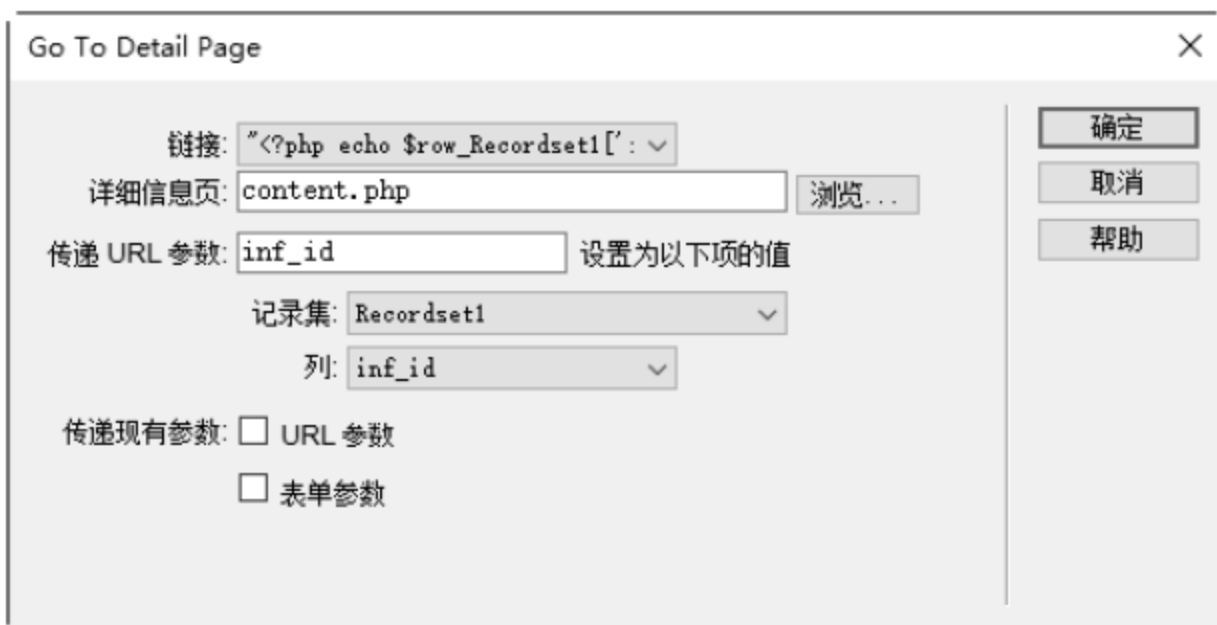 Go To Detail Page
链接: "<?php echo $row_Recordset1[':
详细信息页: content.php 浏览...
传递 URL 参数: inf_id 设置为以下项的值
记录集: Recordset1
列: inf_id
传递现有参数: URL 参数
表单参数
确定
取消
帮助